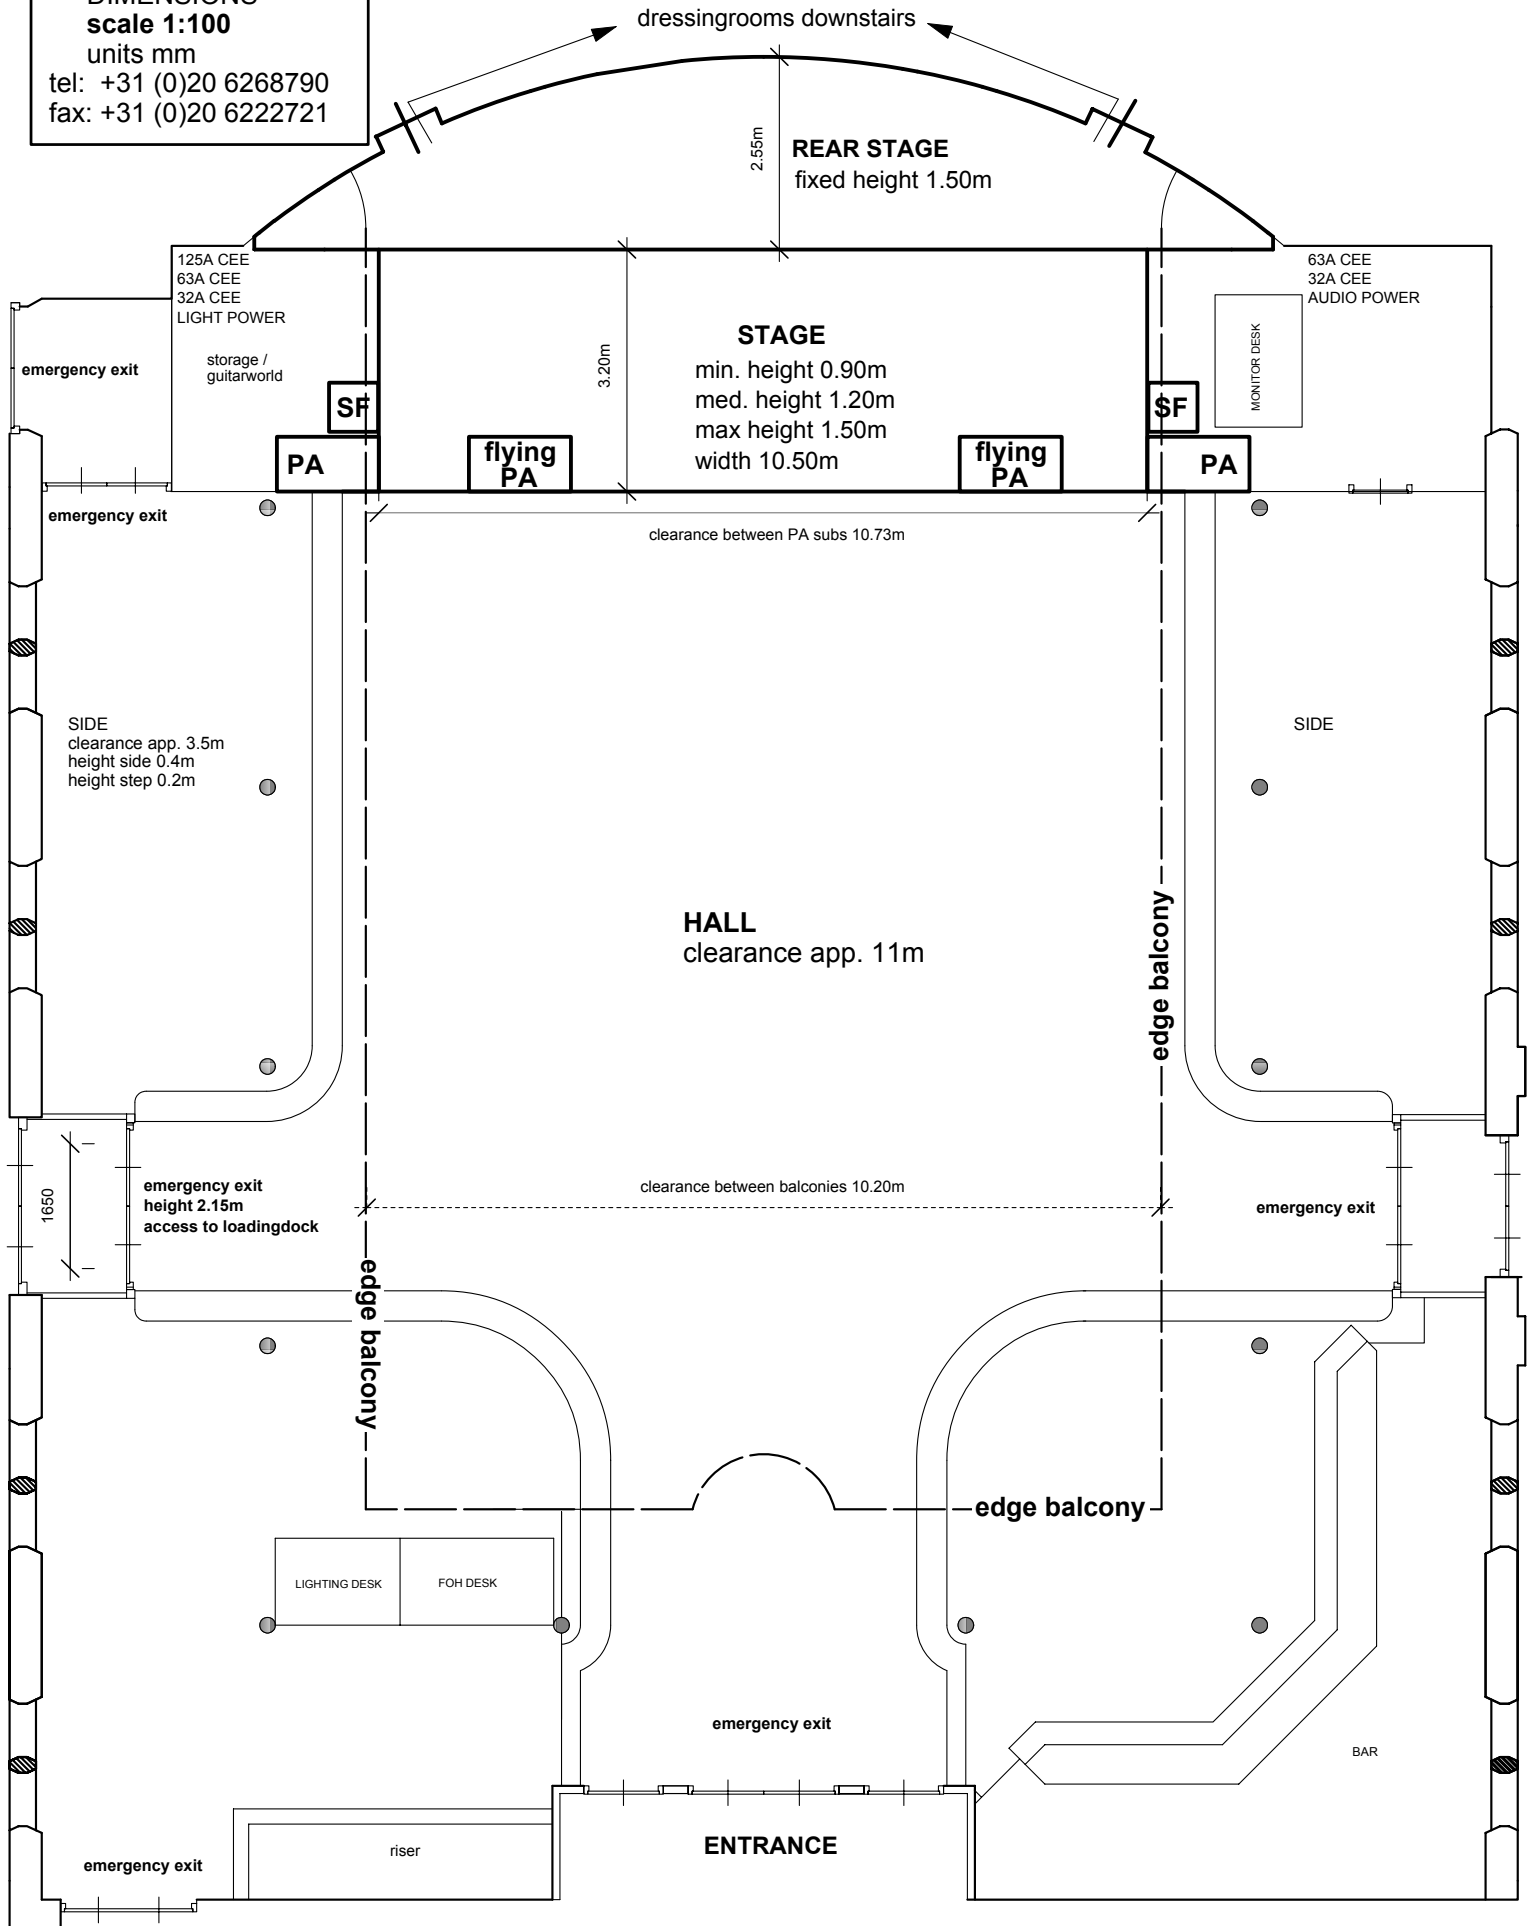 DIMENSIONS
scale 1:100
units mm
tel: +31 (0)20 6268790
fax: +31 (0)20 6222721
dressingrooms downstairs
2.55m
REAR STAGE
fixed height 1.50m
125A CEE
63A CEE
32A CEE
LIGHT POWER
storage /
guitarworld
emergency exit
63A CEE
32A CEE
AUDIO POWER
MONITOR DESK
3.20m
STAGE
min. height 0.90m
med. height 1.20m
max height 1.50m
width 10.50m
SF
SF
PA
flying
PA
flying
PA
PA
emergency exit
clearance between PA subs 10.73m
SIDE
clearance app. 3.5m
height side 0.4m
height step 0.2m
SIDE
HALL
clearance app. 11m
edge balcony
1650
emergency exit
height 2.15m
access to loadingdock
clearance between balconies 10.20m
emergency exit
edge balcony
edge balcony
LIGHTING DESK
FOH DESK
emergency exit
BAR
riser
ENTRANCE
emergency exit